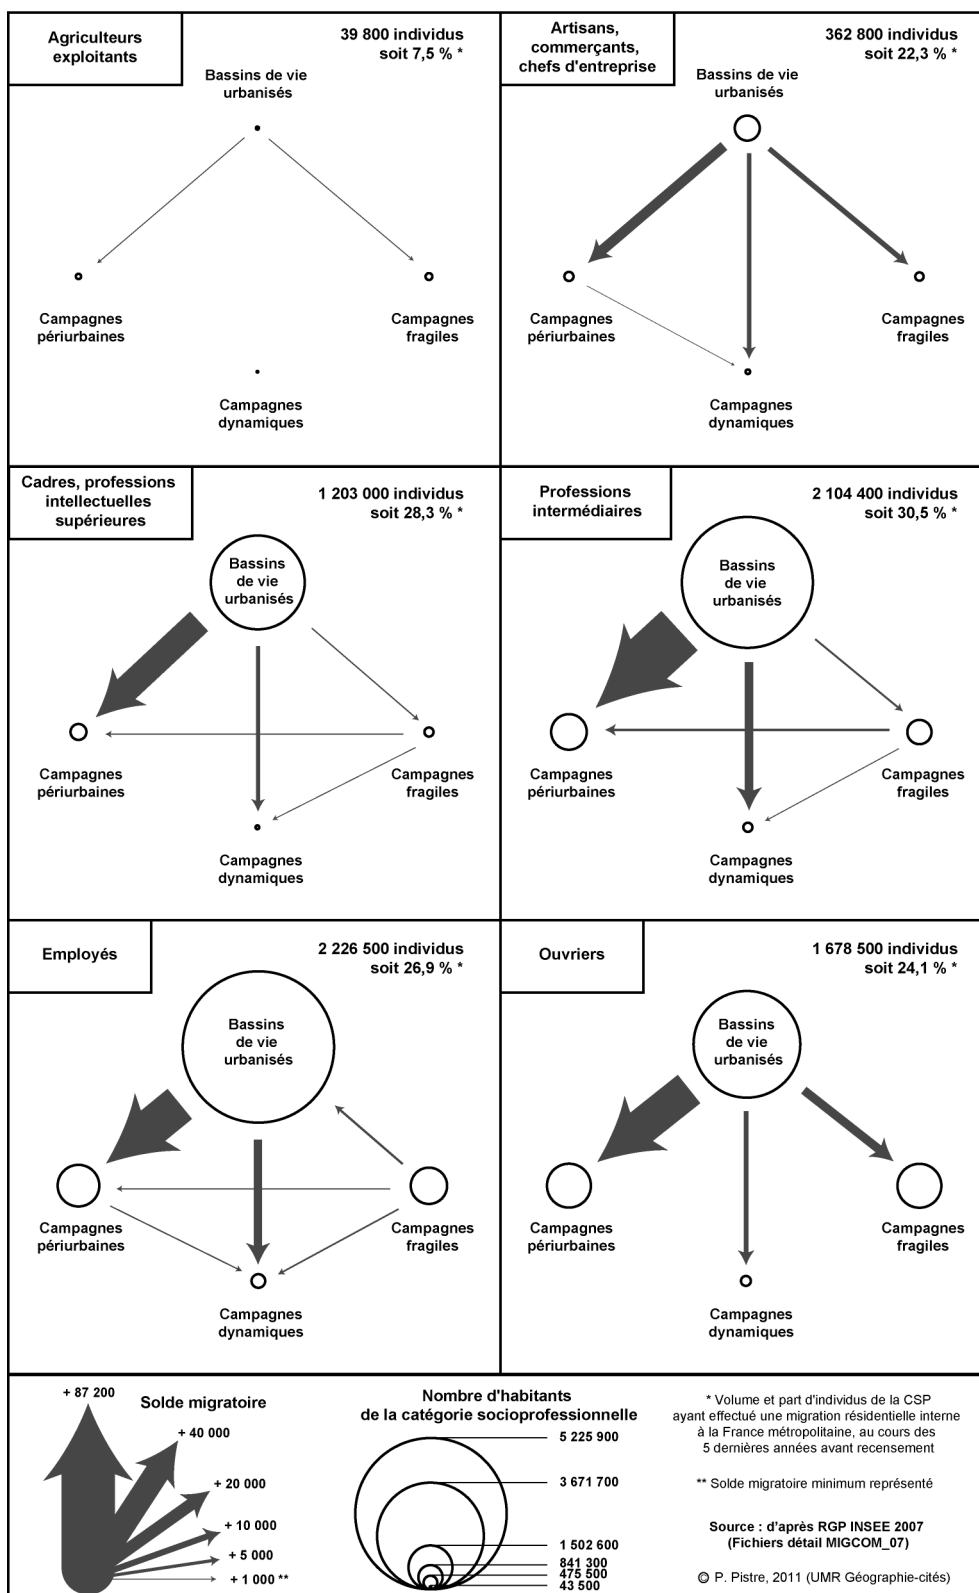 Agriculteurs
exploitants
39 800 individus
soit 7,5 % *
Bassins de vie
urbanisés
Campagnes
périurbaines
Campagnes
fragiles
Campagnes
dynamiques
Artisans,
commerçants,
chefs d'entreprise
362 800 individus
soit 22,3 % *
Bassins de vie
urbanisés
Campagnes
périurbaines
Campagnes
fragiles
Campagnes
dynamiques
Cadres, professions
intellectuelles
supérieures
1 203 000 individus
soit 28,3 % *
Bassins
de vie
urbanisés
Campagnes
périurbaines
Campagnes
fragiles
Campagnes
dynamiques
Professions
intermédiaires
2 104 400 individus
soit 30,5 % *
Bassins
de vie
urbanisés
Campagnes
périurbaines
Campagnes
fragiles
Campagnes
dynamiques
Employés
2 226 500 individus
soit 26,9 % *
Bassins
de vie
urbanisés
Campagnes
périurbaines
Campagnes
fragiles
Campagnes
dynamiques
Ouvriers
1 678 500 individus
soit 24,1 % *
Bassins
de vie
urbanisés
Campagnes
périurbaines
Campagnes
fragiles
Campagnes
dynamiques
Solde migratoire
+ 87 200
+ 40 000
+ 20 000
+ 10 000
+ 5 000
+ 1 000 **
Nombre d'habitants
de la catégorie socioprofessionnelle
5 225 900
3 671 700
1 502 600
841 300
475 500
43 500
* Volume et part d'individus de la CSP
ayant effectué une migration résidentielle interne
à la France métropolitaine, au cours des
5 dernières années avant recensement
** Solde migratoire minimum représenté
Source : d'après RGP INSEE 2007
(Fichiers détail MIGCOM_07)
© P. Pistre, 2011 (UMR Géographie-cités)